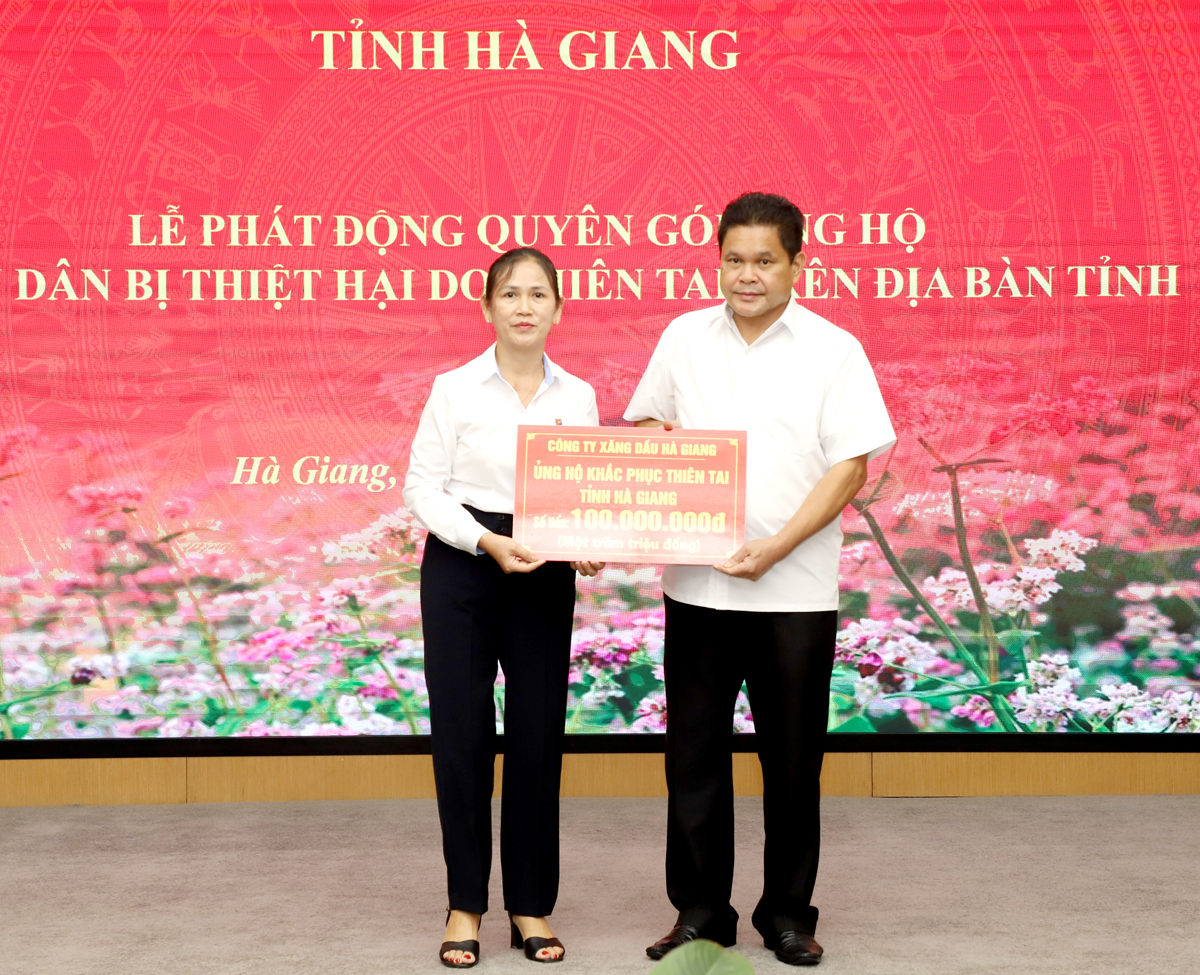 TỈNH HÀ GIANG
LỄ PHÁT ĐỘNG QUYÊN GÓP HỘ
DÂN BỊ THIỆT HẠI DO THIÊN TAI TRÊN ĐỊA BÀN TỈNH
Hà Giang,
CÔNG TY XĂNG DẦU HÀ GIANG
ỦNG HỘ KHẮC PHỤC THIÊN TAI
TỈNH HÀ GIANG
Số tiền: 100.000.000đ
(Một trăm triệu đồng)